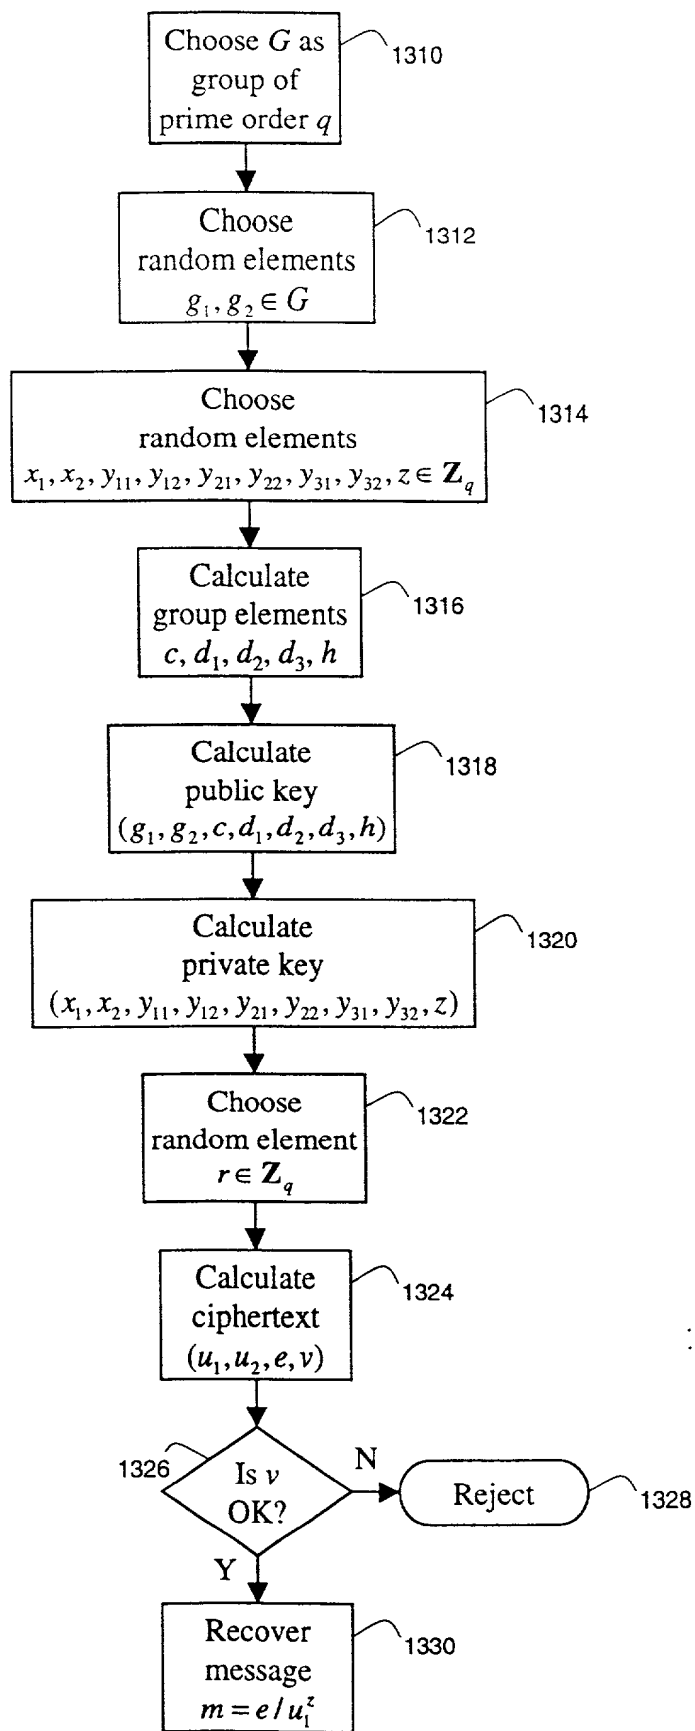 Choose G as
group of
prime order q
1310
Choose
random elements
g₁, g₂ ∈ G
1312
Choose
random elements
x₁, x₂, y₁₁, y₁₂, y₂₁, y₂₂, y₃₁, y₃₂, z ∈ Z_q
1314
Calculate
group elements
c, d₁, d₂, d₃, h
1316
Calculate
public key
(g₁, g₂, c, d₁, d₂, d₃, h)
1318
Calculate
private key
(x₁, x₂, y₁₁, y₁₂, y₂₁, y₂₂, y₃₁, y₃₂, z)
1320
Choose
random element
r ∈ Z_q
1322
Calculate
ciphertext
(u₁, u₂, e, v)
1324
1326
Is v
OK?
N
Reject
1328
Y
Recover
message
m = e / u₁ᶻ
1330